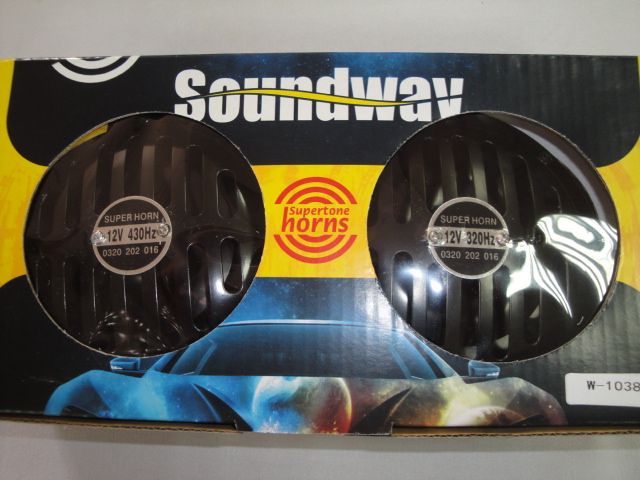 Soundway
SUPER HORN
12V 430Hz
0320 202 016
Supertone
horns
SUPER HORN
12V 320Hz
0320 202 016
W-1038